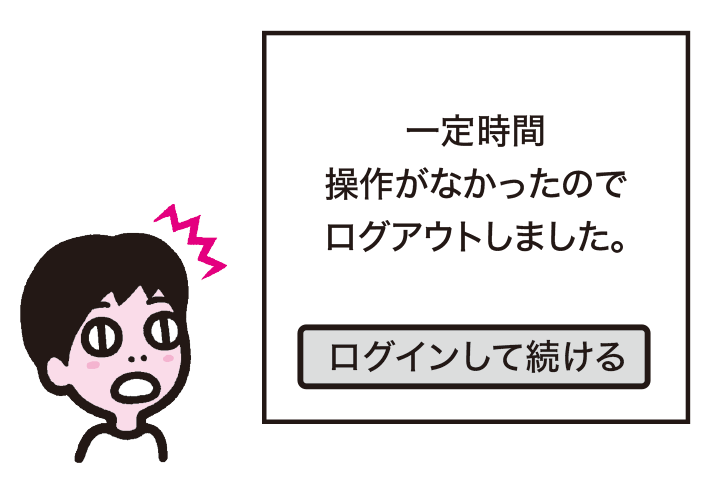 一定時間
操作がなかったので
ログアウトしました。
ログインして続ける